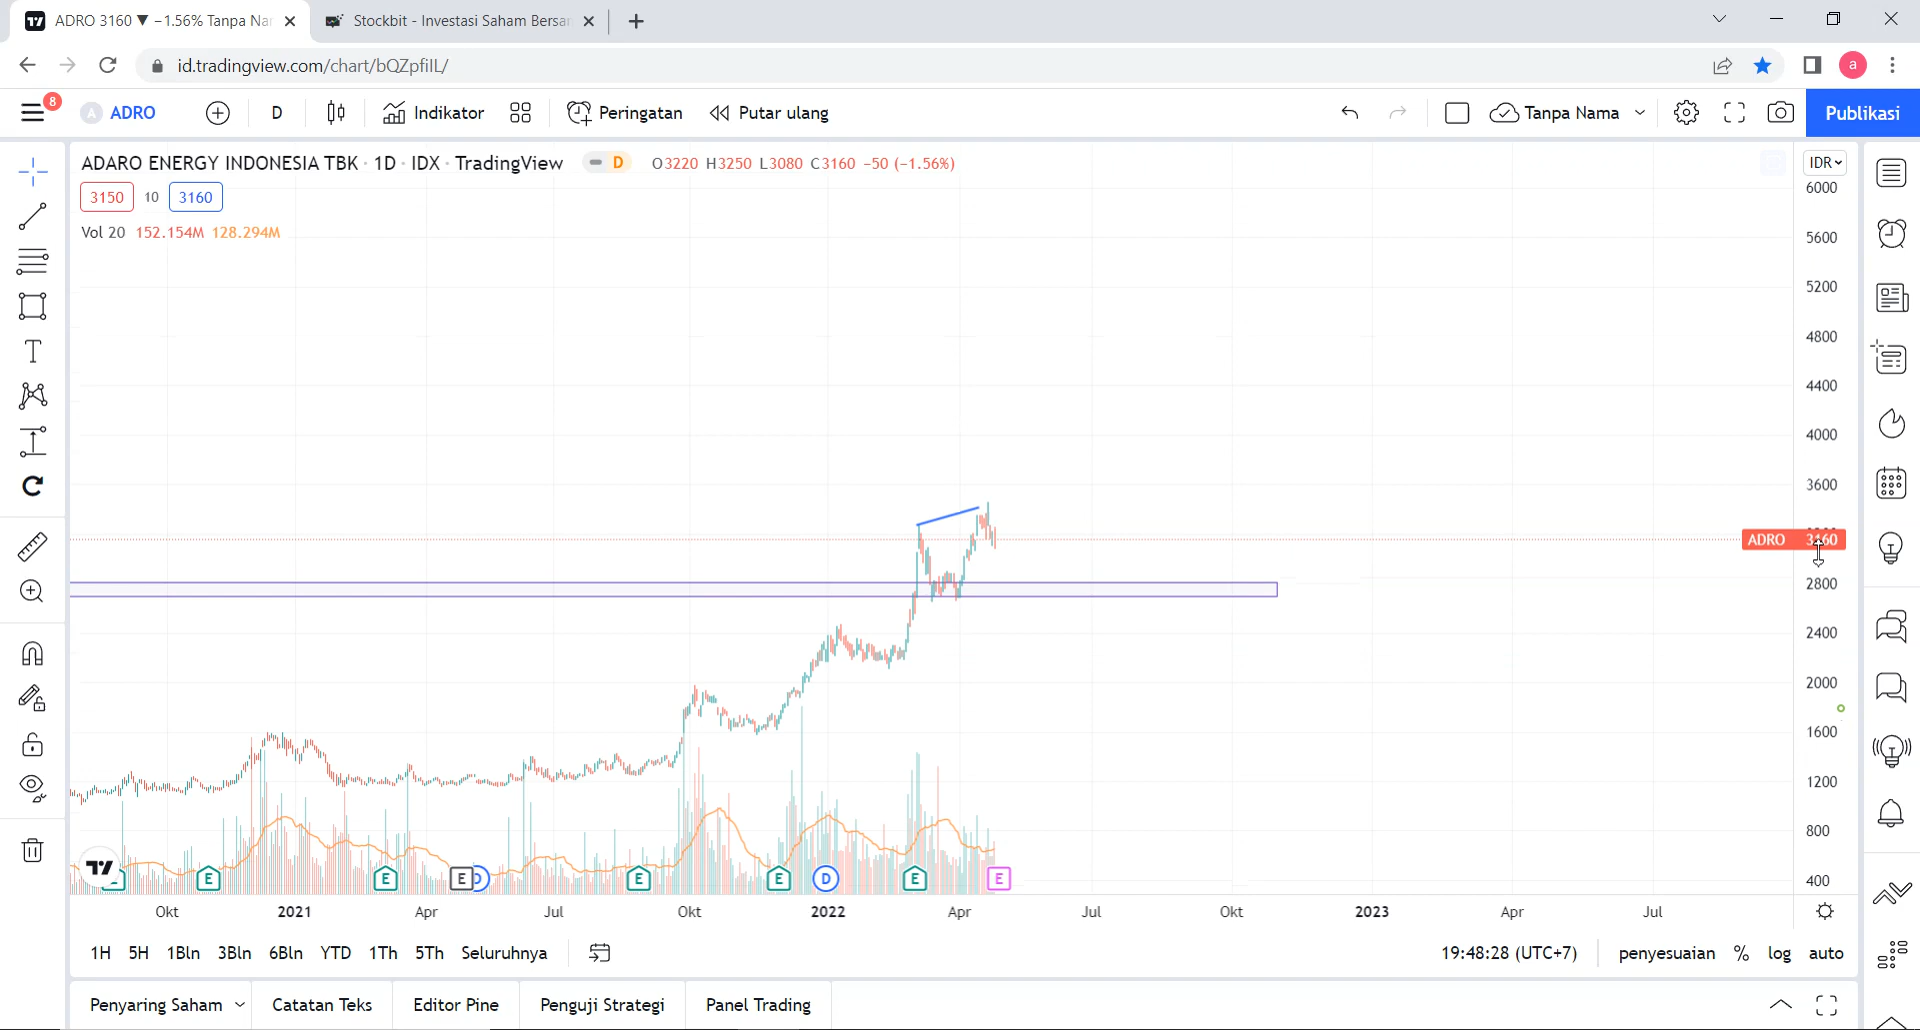 ADRO 3160 ▼ −1.56% Tanpa Nar
Stockbit - Investasi Saham Bersar
id.tradingview.com/chart/bQZpfilL/
a
8
A ADRO
D
Indikator
Peringatan
Putar ulang
Tanpa Nama
Publikasi
ADARO ENERGY INDONESIA TBK · 1D · IDX · TradingView
D
O3220 H3250 L3080 C3160 −50 (−1.56%)
IDR
3150 10 3160
Vol 20 152.154M 128.294M
6000
5600
5200
4800
4400
4000
3600
ADRO 3160
2800
2400
2000
1600
1200
800
400
E E E D E E D E E
Okt 2021 Apr Jul Okt 2022 Apr Jul Okt 2023 Apr Jul
1H 5H 1Bln 3Bln 6Bln YTD 1Th 5Th Seluruhnya
19:48:28 (UTC+7) penyesuaian % log auto
Penyaring Saham Catatan Teks Editor Pine Penguji Strategi Panel Trading